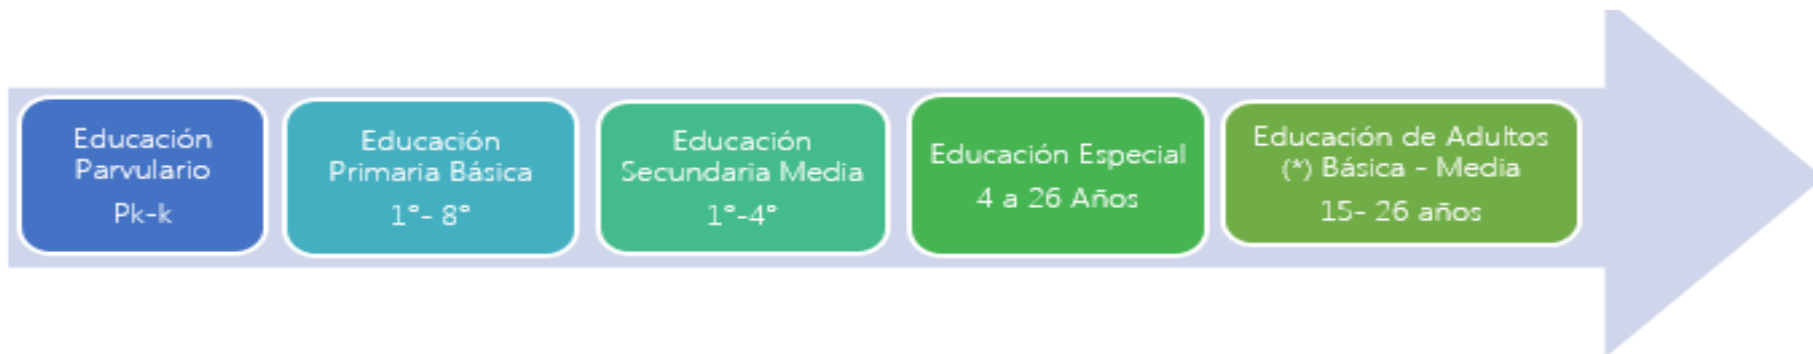 Educación
Parvulario
Pk-k
Educación
Primaria Básica
1°- 8°
Educación
Secundaria Media
1°-4°
Educación Especial
4 a 26 Años
Educación de Adultos
(*) Básica - Media
15- 26 años